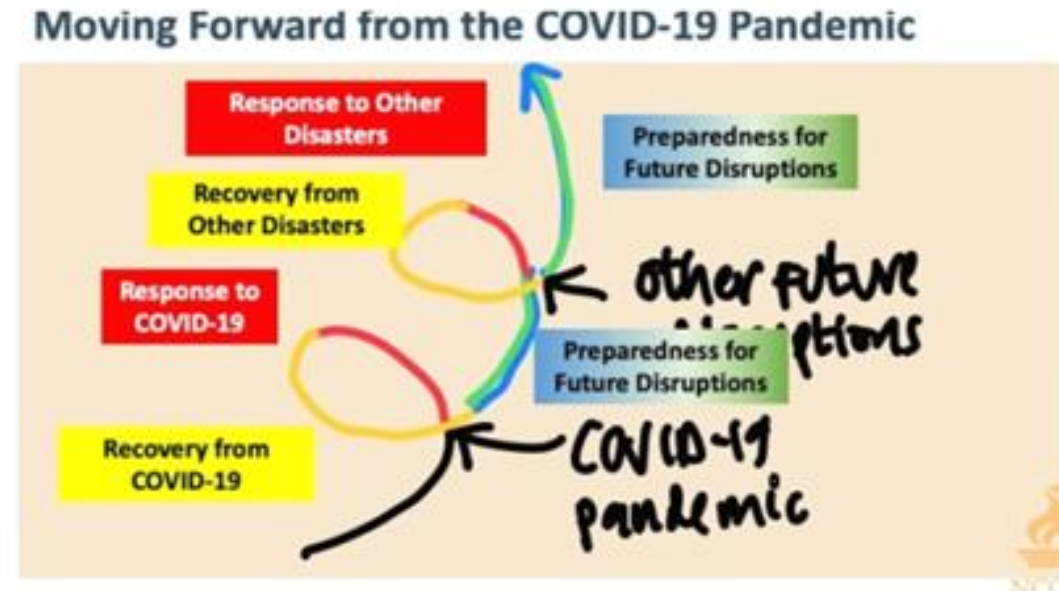 Moving Forward from the COVID-19 Pandemic
Response to Other
Disasters
Preparedness for
Future Disruptions
Recovery from
Other Disasters
other future
ptions
Response to
COVID-19
Preparedness for
Future Disruptions
COVID-19
pandemic
Recovery from
COVID-19